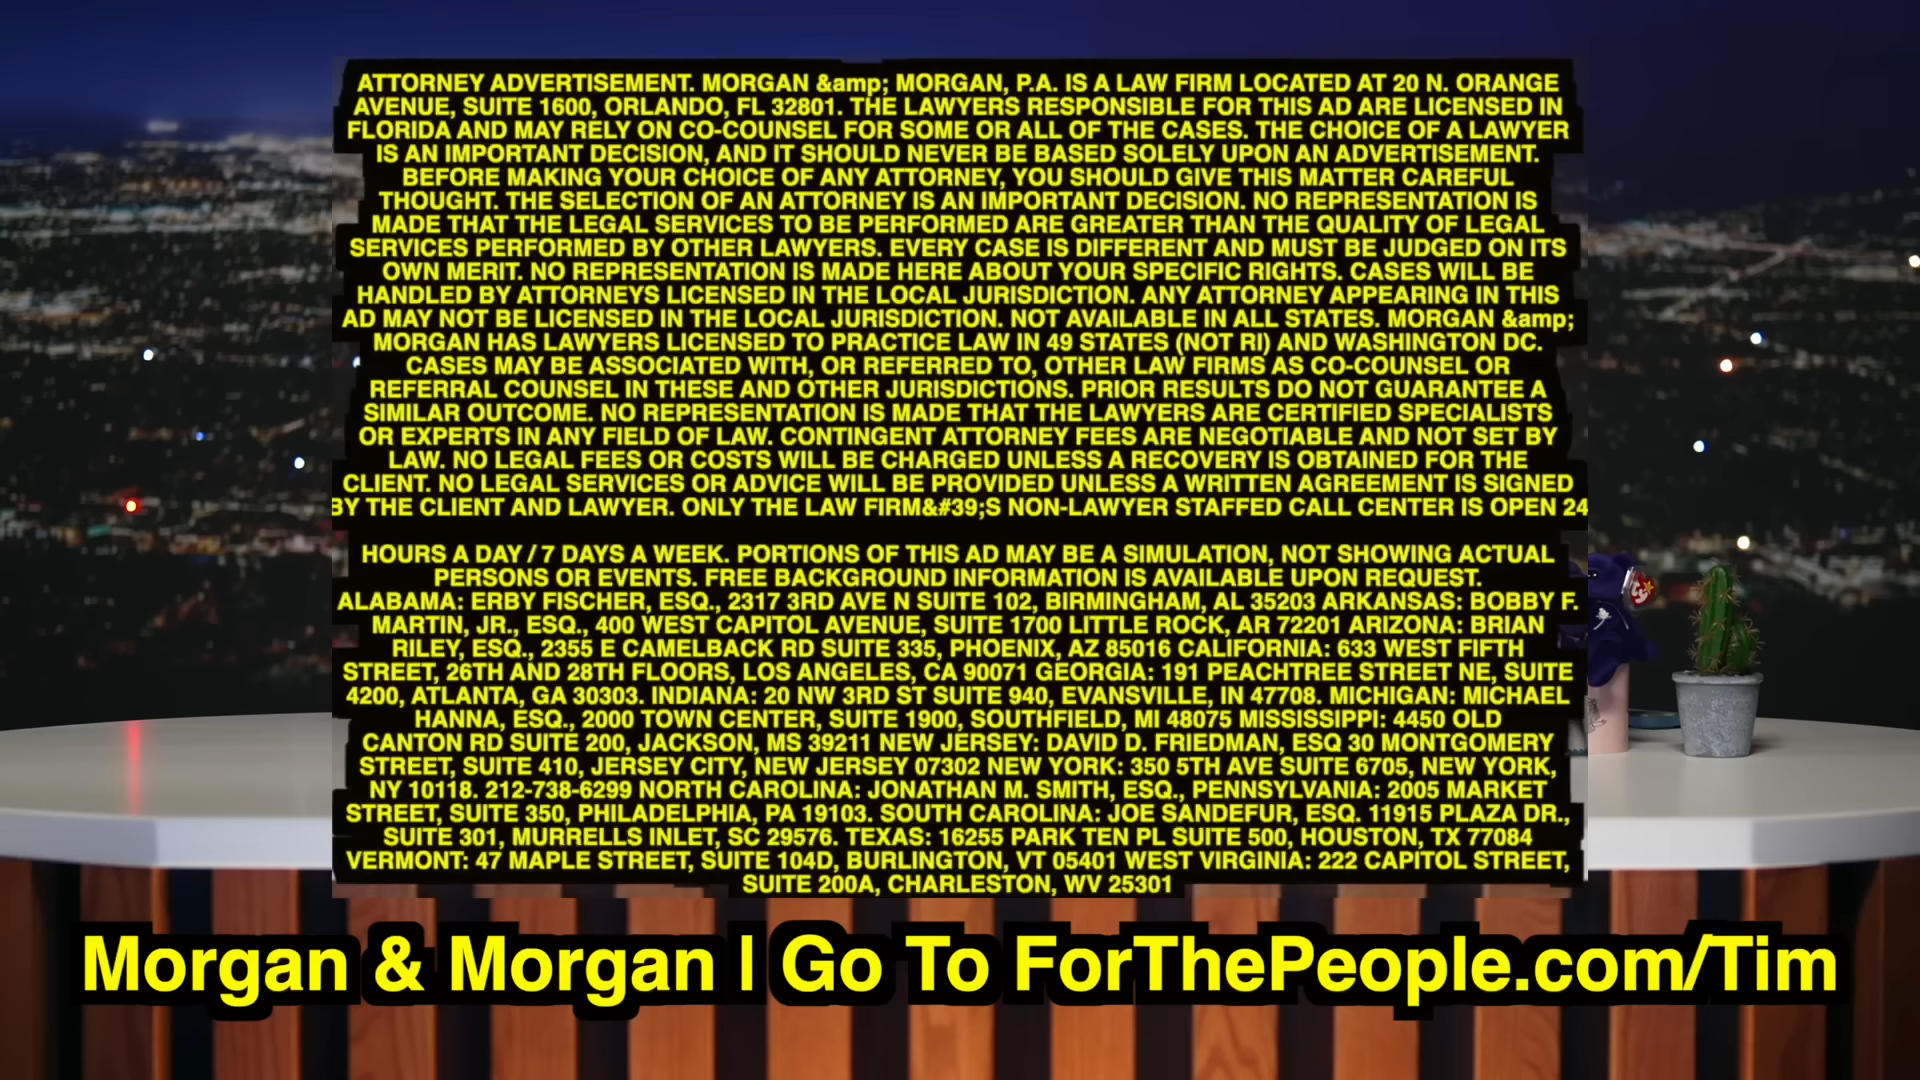 ATTORNEY ADVERTISEMENT. MORGAN &amp; MORGAN, P.A. IS A LAW FIRM LOCATED AT 20 N. ORANGE
AVENUE, SUITE 1600, ORLANDO, FL 32801. THE LAWYERS RESPONSIBLE FOR THIS AD ARE LICENSED IN
FLORIDA AND MAY RELY ON CO-COUNSEL FOR SOME OR ALL OF THE CASES. THE CHOICE OF A LAWYER
IS AN IMPORTANT DECISION, AND IT SHOULD NEVER BE BASED SOLELY UPON AN ADVERTISEMENT.
BEFORE MAKING YOUR CHOICE OF ANY ATTORNEY, YOU SHOULD GIVE THIS MATTER CAREFUL
THOUGHT. THE SELECTION OF AN ATTORNEY IS AN IMPORTANT DECISION. NO REPRESENTATION IS
MADE THAT THE LEGAL SERVICES TO BE PERFORMED ARE GREATER THAN THE QUALITY OF LEGAL
SERVICES PERFORMED BY OTHER LAWYERS. EVERY CASE IS DIFFERENT AND MUST BE JUDGED ON ITS
OWN MERIT. NO REPRESENTATION IS MADE HERE ABOUT YOUR SPECIFIC RIGHTS. CASES WILL BE
HANDLED BY ATTORNEYS LICENSED IN THE LOCAL JURISDICTION. ANY ATTORNEY APPEARING IN THIS
AD MAY NOT BE LICENSED IN THE LOCAL JURISDICTION. NOT AVAILABLE IN ALL STATES. MORGAN &amp;
MORGAN HAS LAWYERS LICENSED TO PRACTICE LAW IN 49 STATES (NOT RI) AND WASHINGTON DC.
CASES MAY BE ASSOCIATED WITH, OR REFERRED TO, OTHER LAW FIRMS AS CO-COUNSEL OR
REFERRAL COUNSEL IN THESE AND OTHER JURISDICTIONS. PRIOR RESULTS DO NOT GUARANTEE A
SIMILAR OUTCOME. NO REPRESENTATION IS MADE THAT THE LAWYERS ARE CERTIFIED SPECIALISTS
OR EXPERTS IN ANY FIELD OF LAW. CONTINGENT ATTORNEY FEES ARE NEGOTIABLE AND NOT SET BY
LAW. NO LEGAL FEES OR COSTS WILL BE CHARGED UNLESS A RECOVERY IS OBTAINED FOR THE
CLIENT. NO LEGAL SERVICES OR ADVICE WILL BE PROVIDED UNLESS A WRITTEN AGREEMENT IS SIGNED
BY THE CLIENT AND LAWYER. ONLY THE LAW FIRM&#39;S NON-LAWYER STAFFED CALL CENTER IS OPEN 24
HOURS A DAY / 7 DAYS A WEEK. PORTIONS OF THIS AD MAY BE A SIMULATION, NOT SHOWING ACTUAL
PERSONS OR EVENTS. FREE BACKGROUND INFORMATION IS AVAILABLE UPON REQUEST.
ALABAMA: ERBY FISCHER, ESQ., 2317 3RD AVE N SUITE 102, BIRMINGHAM, AL 35203 ARKANSAS: BOBBY F.
MARTIN, JR., ESQ., 400 WEST CAPITOL AVENUE, SUITE 1700 LITTLE ROCK, AR 72201 ARIZONA: BRIAN
RILEY, ESQ., 2355 E CAMELBACK RD SUITE 335, PHOENIX, AZ 85016 CALIFORNIA: 633 WEST FIFTH
STREET, 26TH AND 28TH FLOORS, LOS ANGELES, CA 90071 GEORGIA: 191 PEACHTREE STREET NE, SUITE
4200, ATLANTA, GA 30303. INDIANA: 20 NW 3RD ST SUITE 940, EVANSVILLE, IN 47708. MICHIGAN: MICHAEL
HANNA, ESQ., 2000 TOWN CENTER, SUITE 1900, SOUTHFIELD, MI 48075 MISSISSIPPI: 4450 OLD
CANTON RD SUITE 200, JACKSON, MS 39211 NEW JERSEY: DAVID D. FRIEDMAN, ESQ 30 MONTGOMERY
STREET, SUITE 410, JERSEY CITY, NEW JERSEY 07302 NEW YORK: 350 5TH AVE SUITE 6705, NEW YORK,
NY 10118. 212-738-6299 NORTH CAROLINA: JONATHAN M. SMITH, ESQ., PENNSYLVANIA: 2005 MARKET
STREET, SUITE 350, PHILADELPHIA, PA 19103. SOUTH CAROLINA: JOE SANDEFUR, ESQ. 11915 PLAZA DR.,
SUITE 301, MURRELLS INLET, SC 29576. TEXAS: 16255 PARK TEN PL SUITE 500, HOUSTON, TX 77084
VERMONT: 47 MAPLE STREET, SUITE 104D, BURLINGTON, VT 05401 WEST VIRGINIA: 222 CAPITOL STREET,
SUITE 200A, CHARLESTON, WV 25301
ty
Morgan & Morgan | Go To ForThePeople.com/Tim